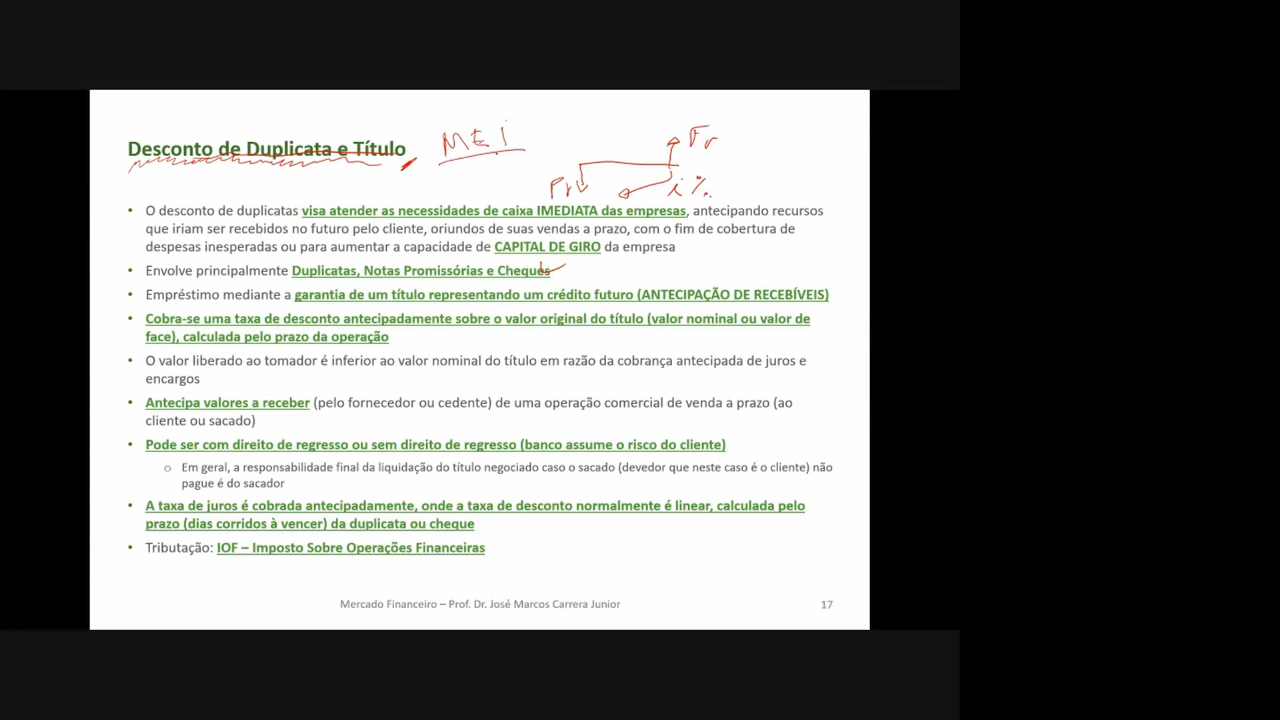 Desconto de Duplicata e Título
MEI
Fv
Pv
i %
• O desconto de duplicatas visa atender as necessidades de caixa IMEDIATA das empresas, antecipando recursos
que iriam ser recebidos no futuro pelo cliente, oriundos de suas vendas a prazo, com o fim de cobertura de
despesas inesperadas ou para aumentar a capacidade de CAPITAL DE GIRO da empresa
• Envolve principalmente Duplicatas, Notas Promissórias e Cheques
• Empréstimo mediante a garantia de um título representando um crédito futuro (ANTECIPAÇÃO DE RECEBÍVEIS)
• Cobra-se uma taxa de desconto antecipadamente sobre o valor original do título (valor nominal ou valor de
face), calculada pelo prazo da operação
• O valor liberado ao tomador é inferior ao valor nominal do título em razão da cobrança antecipada de juros e
encargos
• Antecipa valores a receber (pelo fornecedor ou cedente) de uma operação comercial de venda a prazo (ao
cliente ou sacado)
• Pode ser com direito de regresso ou sem direito de regresso (banco assume o risco do cliente)
o Em geral, a responsabilidade final da liquidação do título negociado caso o sacado (devedor que neste caso é o cliente) não
pague é do sacador
• A taxa de juros é cobrada antecipadamente, onde a taxa de desconto normalmente é linear, calculada pelo
prazo (dias corridos à vencer) da duplicata ou cheque
• Tributação: IOF – Imposto Sobre Operações Financeiras
Mercado Financeiro – Prof. Dr. José Marcos Carrera Junior
17